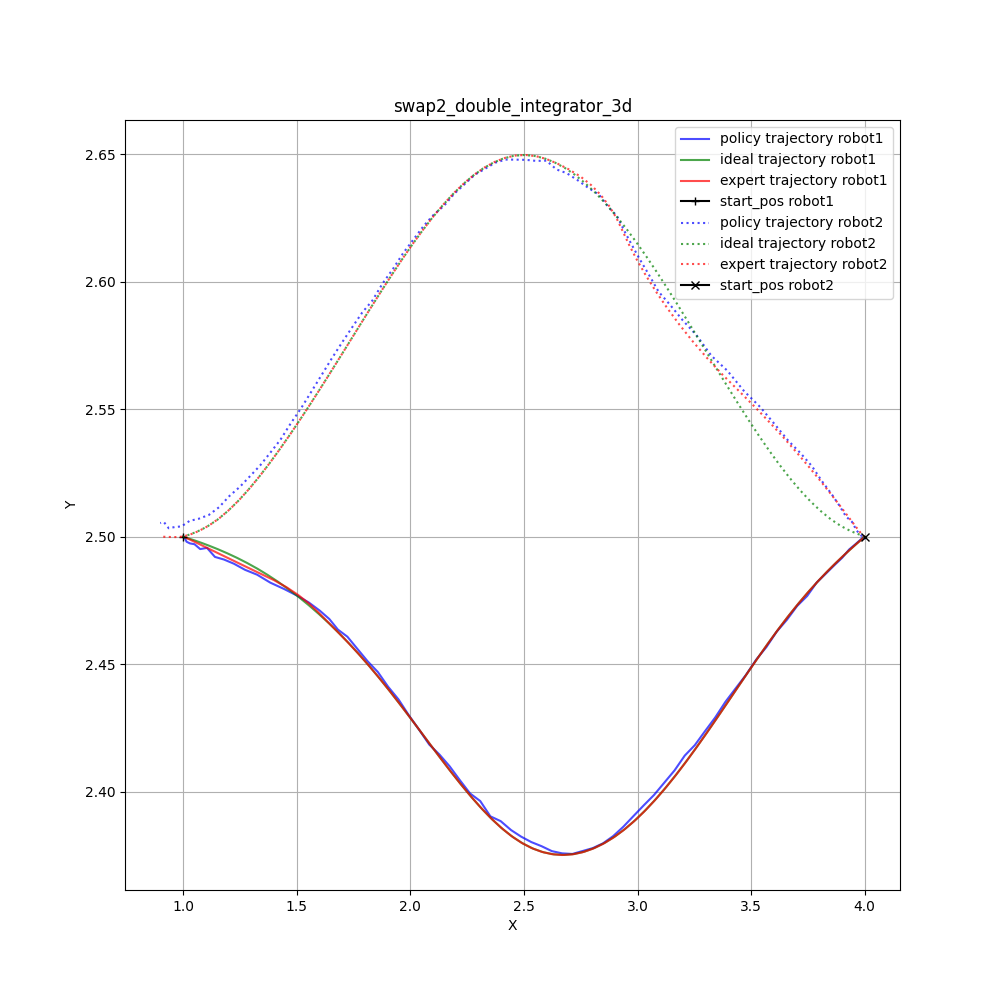 swap2_double_integrator_3d
policy trajectory robot1
ideal trajectory robot1
expert trajectory robot1
start_pos robot1
policy trajectory robot2
ideal trajectory robot2
expert trajectory robot2
start_pos robot2
2.65
2.60
2.55
2.50
2.45
2.40
Y
1.0 1.5 2.0 2.5 3.0 3.5 4.0
X